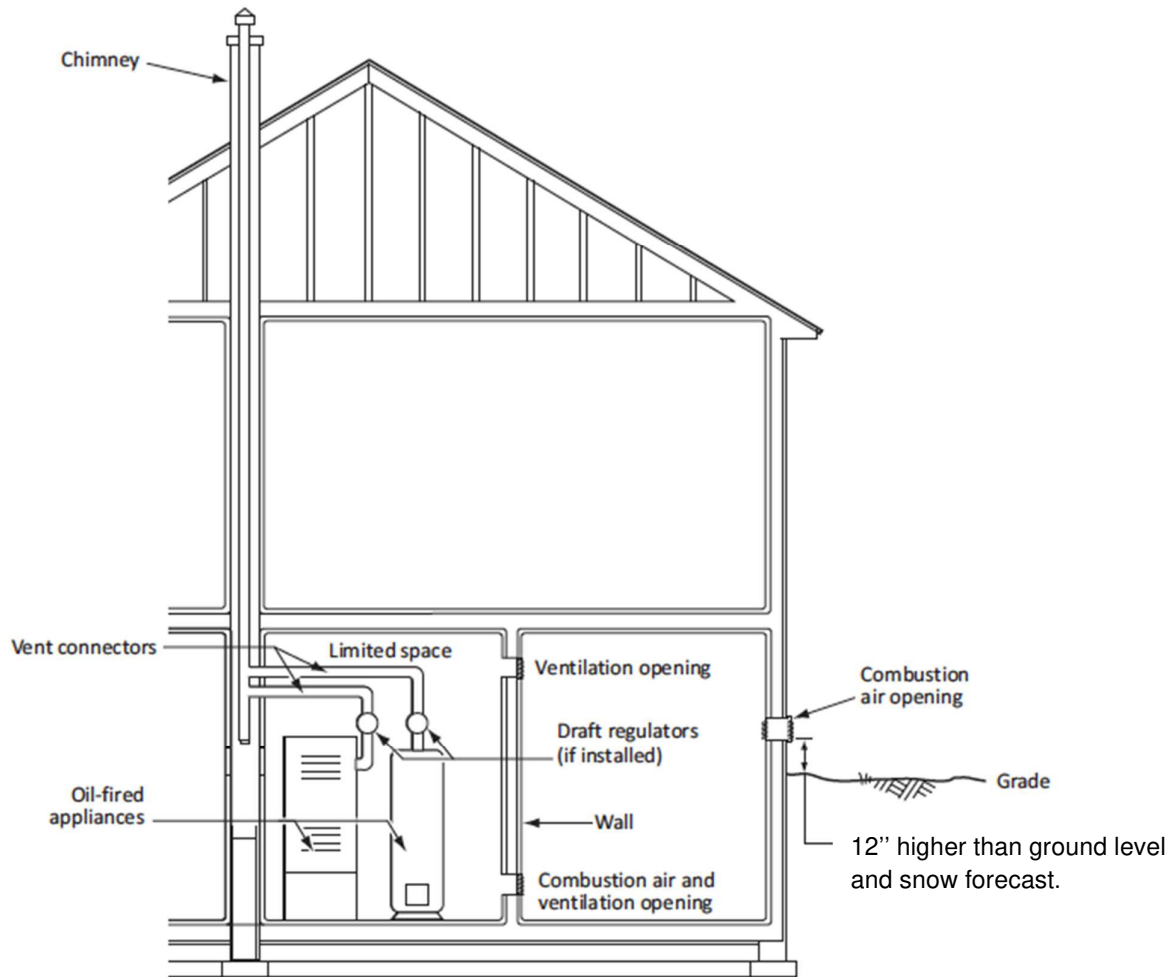 Chimney
Vent connectors
Limited space
Ventilation opening
Combustion
air opening
Draft regulators
(if installed)
Grade
Oil-fired
appliances
Wall
12’’ higher than ground level
and snow forecast.
Combustion air and
ventilation opening